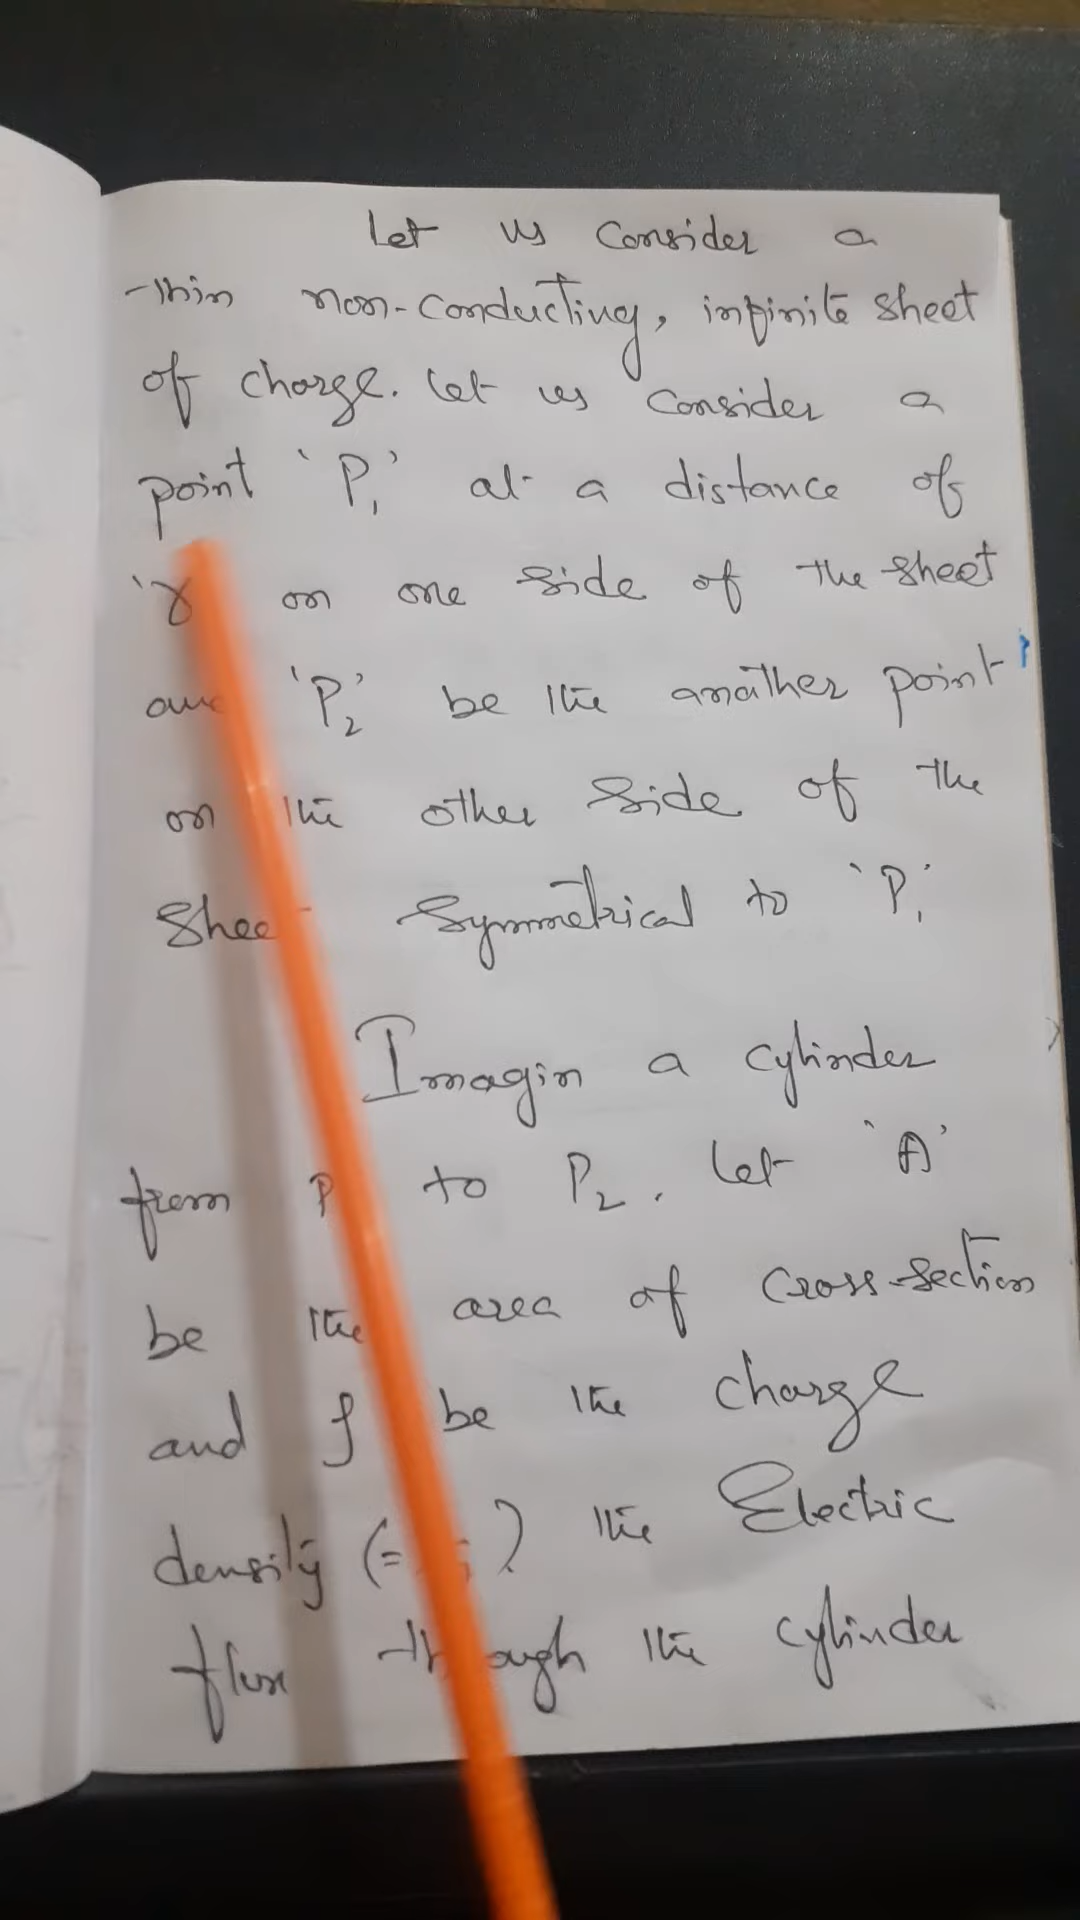 Let us Consider a
thin non-conducting, infinite sheet
of charge. Let us consider a
point 'P₁' at a distance of
'r on one side of the sheet
'P₂' be the another point
on the other side of the
Shee Symmetrical to 'P₁'
Imagin a cylinder
from P to P₂. Let 'A'
be the area of cross-section
and be the charge
density (= ) the Electric
flux through the cylinder